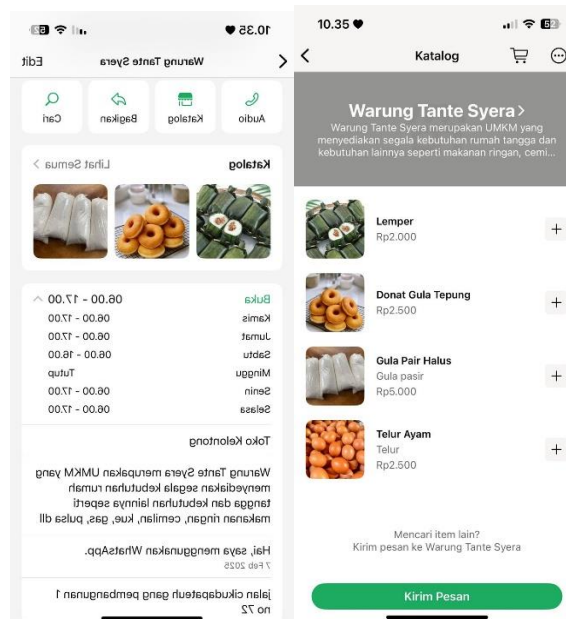 10.35
52
Edit
Warung Tante Syera
Cari
Bagikan
Katalog
Audio
Katalog
Lihat Semua
Buka 06.00 - 17.00
Kamis 06.00 - 17.00
Jumat 06.00 - 17.00
Sabtu 06.00 - 16.00
Minggu Tutup
Senin 06.00 - 17.00
Selasa 06.00 - 17.00
Toko Kelontong
Warung Tante Syera merupakan UMKM yang
menyediakan segala kebutuhan rumah
tangga dan kebutuhan lainnya seperti
makanan ringan, cemilan, kue, gas, pulsa dll
Hai, saya menggunakan WhatsApp.
7 Feb 2025
jalan cikudapateuh gang pembangunan 1
no 72
10.35
52
Katalog
Warung Tante Syera
Warung Tante Syera merupakan UMKM yang
menyediakan segala kebutuhan rumah tangga dan
kebutuhan lainnya seperti makanan ringan, cemi...
Lemper
Rp2.000
Donat Gula Tepung
Rp2.500
Gula Pair Halus
Gula pasir
Rp5.000
Telur Ayam
Telur
Rp2.500
Mencari item lain?
Kirim pesan ke Warung Tante Syera
Kirim Pesan